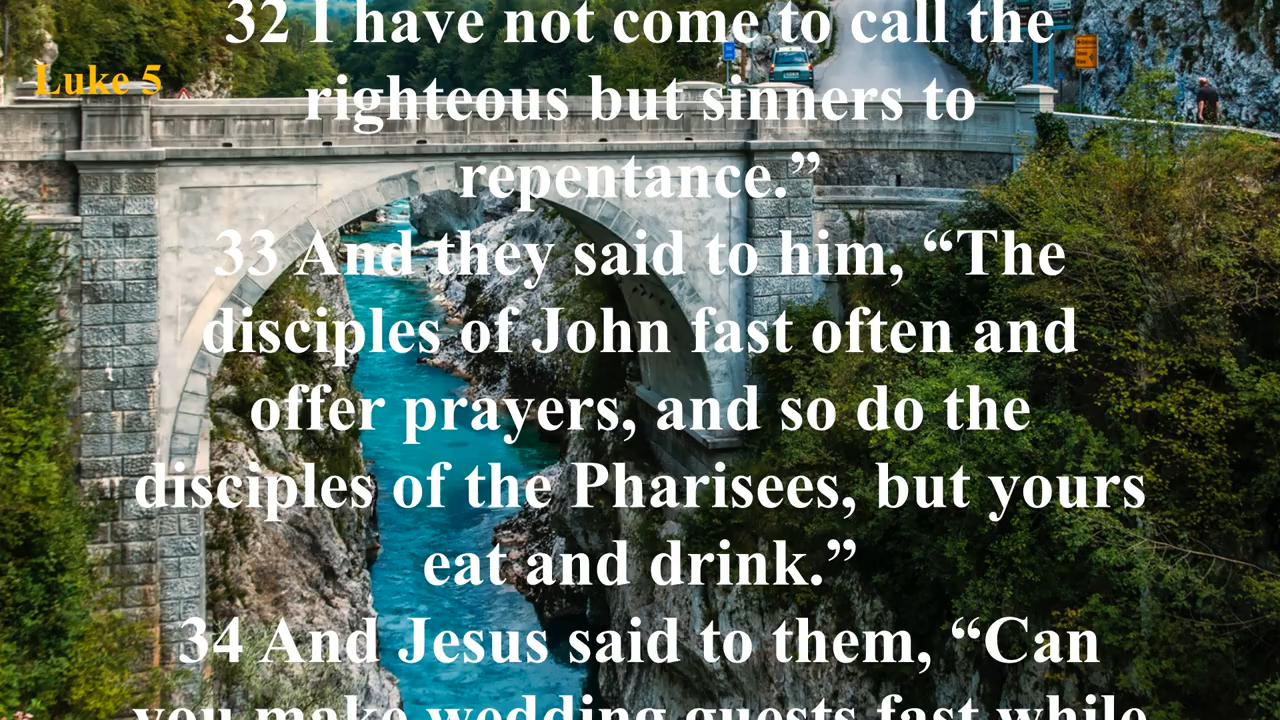 32 I have not come to call the
Luke 5
righteous but sinners to
repentance.”
33 And they said to him, “The
disciples of John fast often and
offer prayers, and so do the
disciples of the Pharisees, but yours
eat and drink.”
34 And Jesus said to them, “Can
you make wedding guests fast while